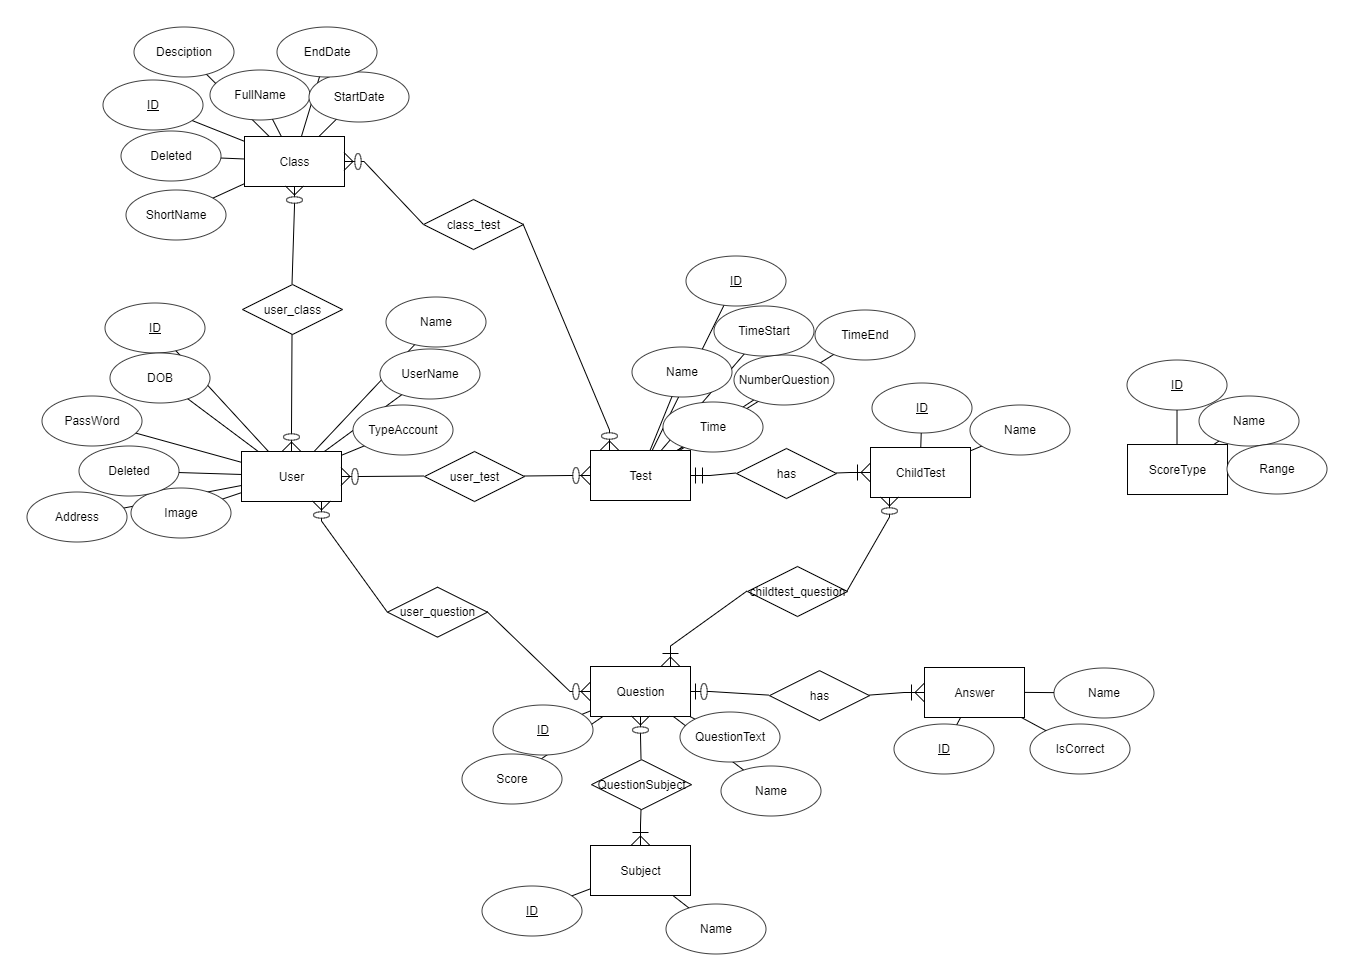 Desciption
EndDate
ID
FullName
StartDate
Deleted
Class
ShortName
class_test
user_class
ID
TimeStart
TimeEnd
Name
NumberQuestion
Time
ID
Name
DOB
UserName
PassWord
TypeAccount
Deleted
User
user_test
Test
has
ChildTest
ID
Name
Address
Image
ID
Name
ScoreType
Range
user_question
childtest_question
Question
has
Answer
Name
ID
QuestionText
ID
IsCorrect
Score
QuestionSubject
Name
Subject
ID
Name